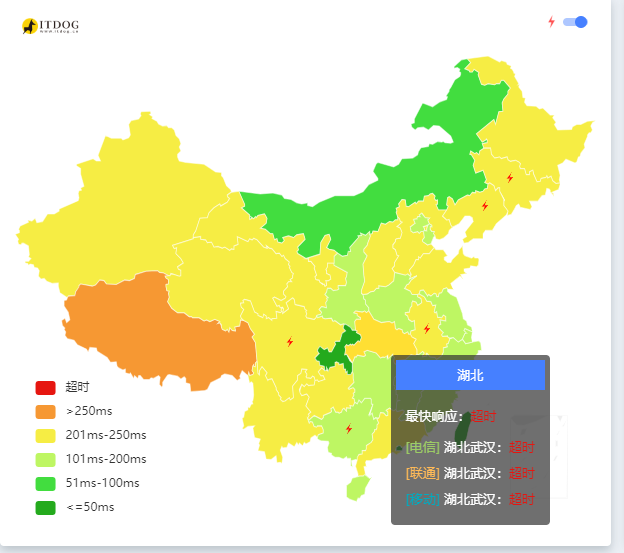 ITDOG
www.itdog.cn
湖北
最快响应：超时
[电信] 湖北武汉：超时
[联通] 湖北武汉：超时
[移动] 湖北武汉：超时
超时
>250ms
201ms-250ms
101ms-200ms
51ms-100ms
<=50ms